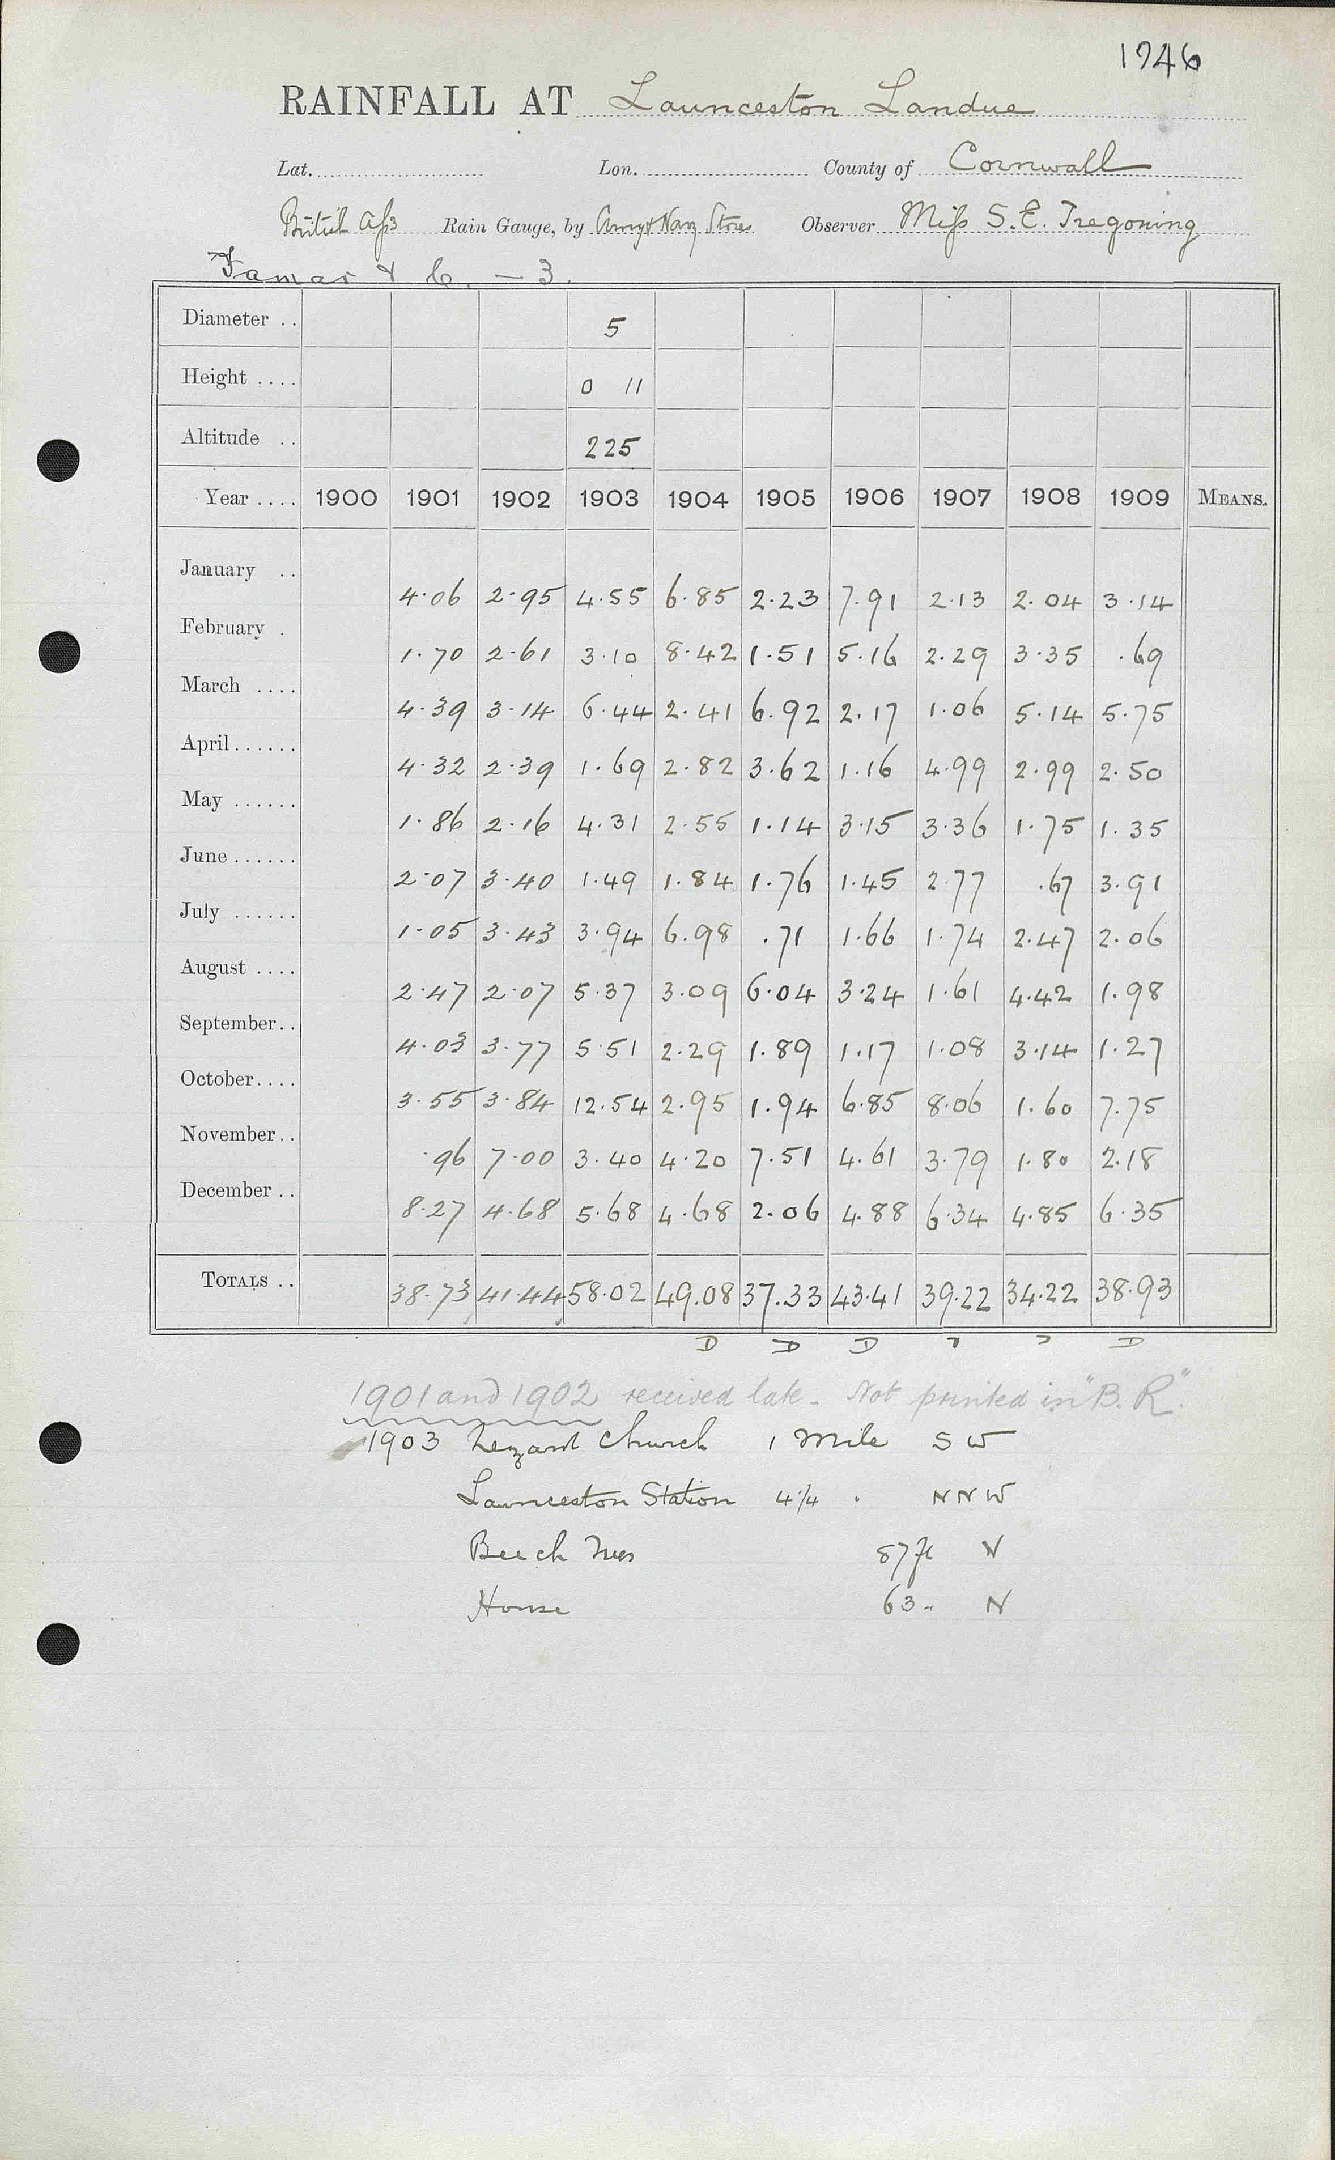 1946
RAINFALL AT Launceston Landue
Lat. Lon. County of Cornwall
British Ass Rain Gauge, by Army & Navy Stores Observer Miss S. E. Tregoning
Tamar & C. — 3.
Diameter .. 5
Height .... 0 11
Altitude .. 225
Year .... 1900 1901 1902 1903 1904 1905 1906 1907 1908 1909 MEANS.
January .. 4.06 2.95 4.55 6.85 2.23 7.91 2.13 2.04 3.14
February . 1.70 2.61 3.10 8.42 1.51 5.16 2.29 3.35 .69
March .... 4.39 3.14 6.44 2.41 6.92 2.17 1.06 5.14 5.75
April ...... 4.32 2.39 1.69 2.82 3.62 1.16 4.99 2.99 2.50
May ...... 1.86 2.16 4.31 2.55 1.14 3.15 3.36 1.75 1.35
June ...... 2.07 3.40 1.49 1.84 1.76 1.45 2.77 .67 3.91
July ...... 1.05 3.43 3.94 6.98 .71 1.66 1.74 2.47 2.06
August .... 2.47 2.07 5.37 3.09 6.04 3.24 1.61 4.42 1.98
September.. 4.03 3.77 5.51 2.29 1.89 1.17 1.08 3.14 1.27
October.... 3.55 3.84 12.54 2.95 1.94 6.85 8.06 1.60 7.75
November.. .96 7.00 3.40 4.20 7.51 4.61 3.79 1.80 2.18
December .. 8.27 4.68 5.68 4.68 2.06 4.88 6.34 4.85 6.35
TOTALS .. 38.73 41.44 58.02 49.08 37.33 43.41 39.22 34.22 38.93
D D D D D D
1901 and 1902 received late - Not printed in "B. R."
1903 Lezant Church 1 Mile S W
Launceston Station 4 1/4 " N N W
Beech Trees 87 ft N
House 63 " N